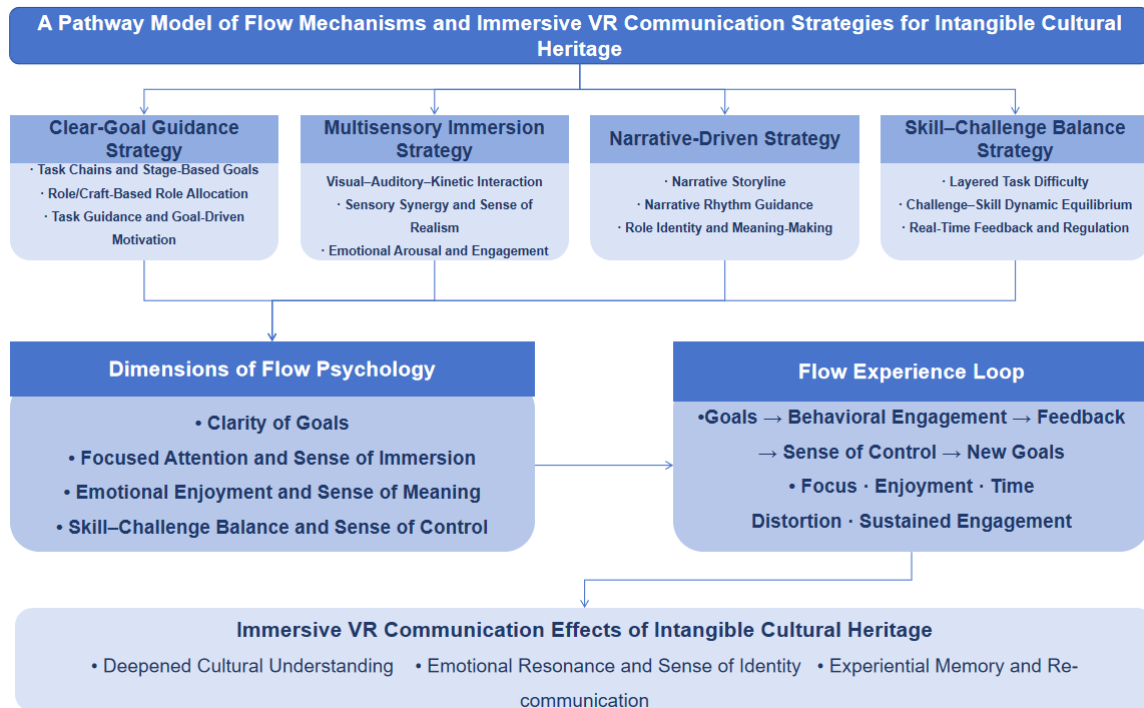 A Pathway Model of Flow Mechanisms and Immersive VR Communication Strategies for Intangible Cultural
Heritage
Clear-Goal Guidance
Strategy
· Task Chains and Stage-Based Goals
· Role/Craft-Based Role Allocation
· Task Guidance and Goal-Driven
Motivation
Multisensory Immersion
Strategy
Visual–Auditory–Kinetic Interaction
· Sensory Synergy and Sense of
Realism
· Emotional Arousal and Engagement
Narrative-Driven Strategy
· Narrative Storyline
· Narrative Rhythm Guidance
· Role Identity and Meaning-Making
Skill–Challenge Balance
Strategy
· Layered Task Difficulty
· Challenge–Skill Dynamic Equilibrium
· Real-Time Feedback and Regulation
Dimensions of Flow Psychology
• Clarity of Goals
• Focused Attention and Sense of Immersion
• Emotional Enjoyment and Sense of Meaning
• Skill–Challenge Balance and Sense of Control
Flow Experience Loop
•Goals → Behavioral Engagement → Feedback
→ Sense of Control → New Goals
• Focus · Enjoyment · Time
Distortion · Sustained Engagement
Immersive VR Communication Effects of Intangible Cultural Heritage
• Deepened Cultural Understanding • Emotional Resonance and Sense of Identity • Experiential Memory and Re-
communication